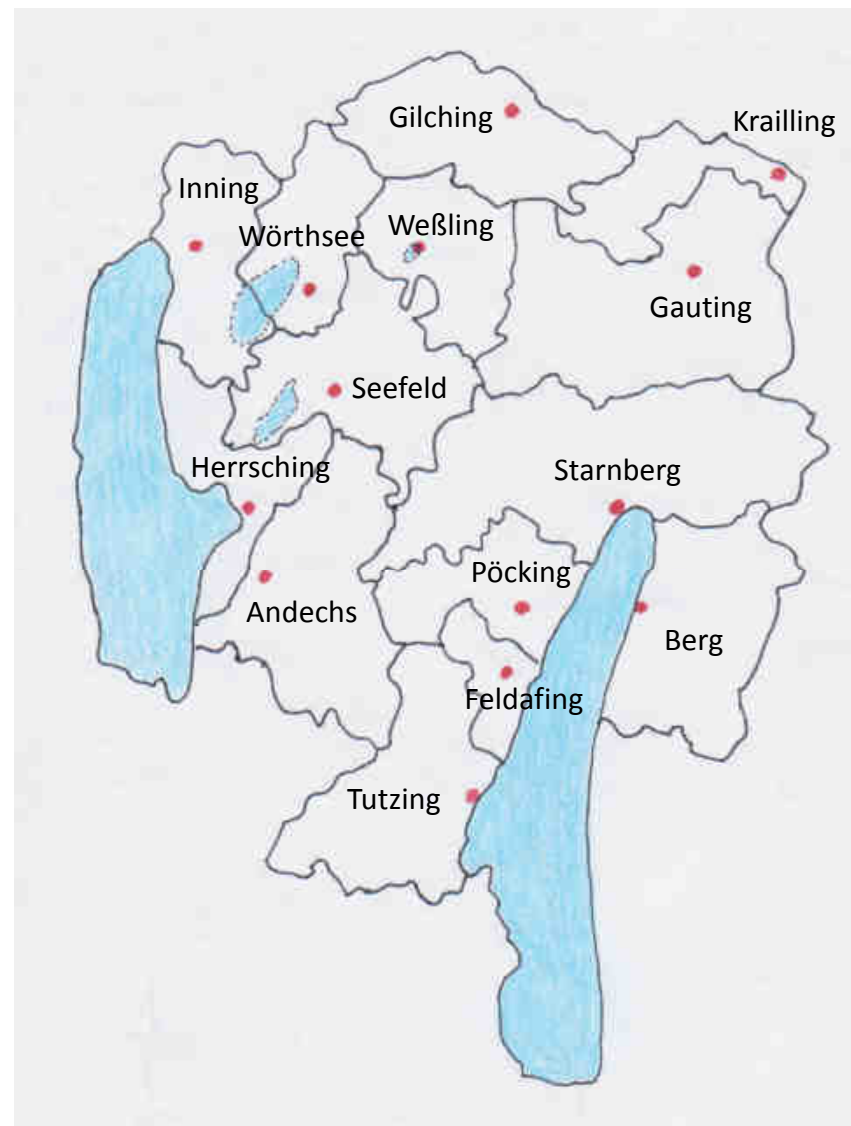 Gilching
Krailling
Inning
Wörthsee
Weßling
Gauting
Seefeld
Herrsching
Starnberg
Pöcking
Andechs
Berg
Feldafing
Tutzing